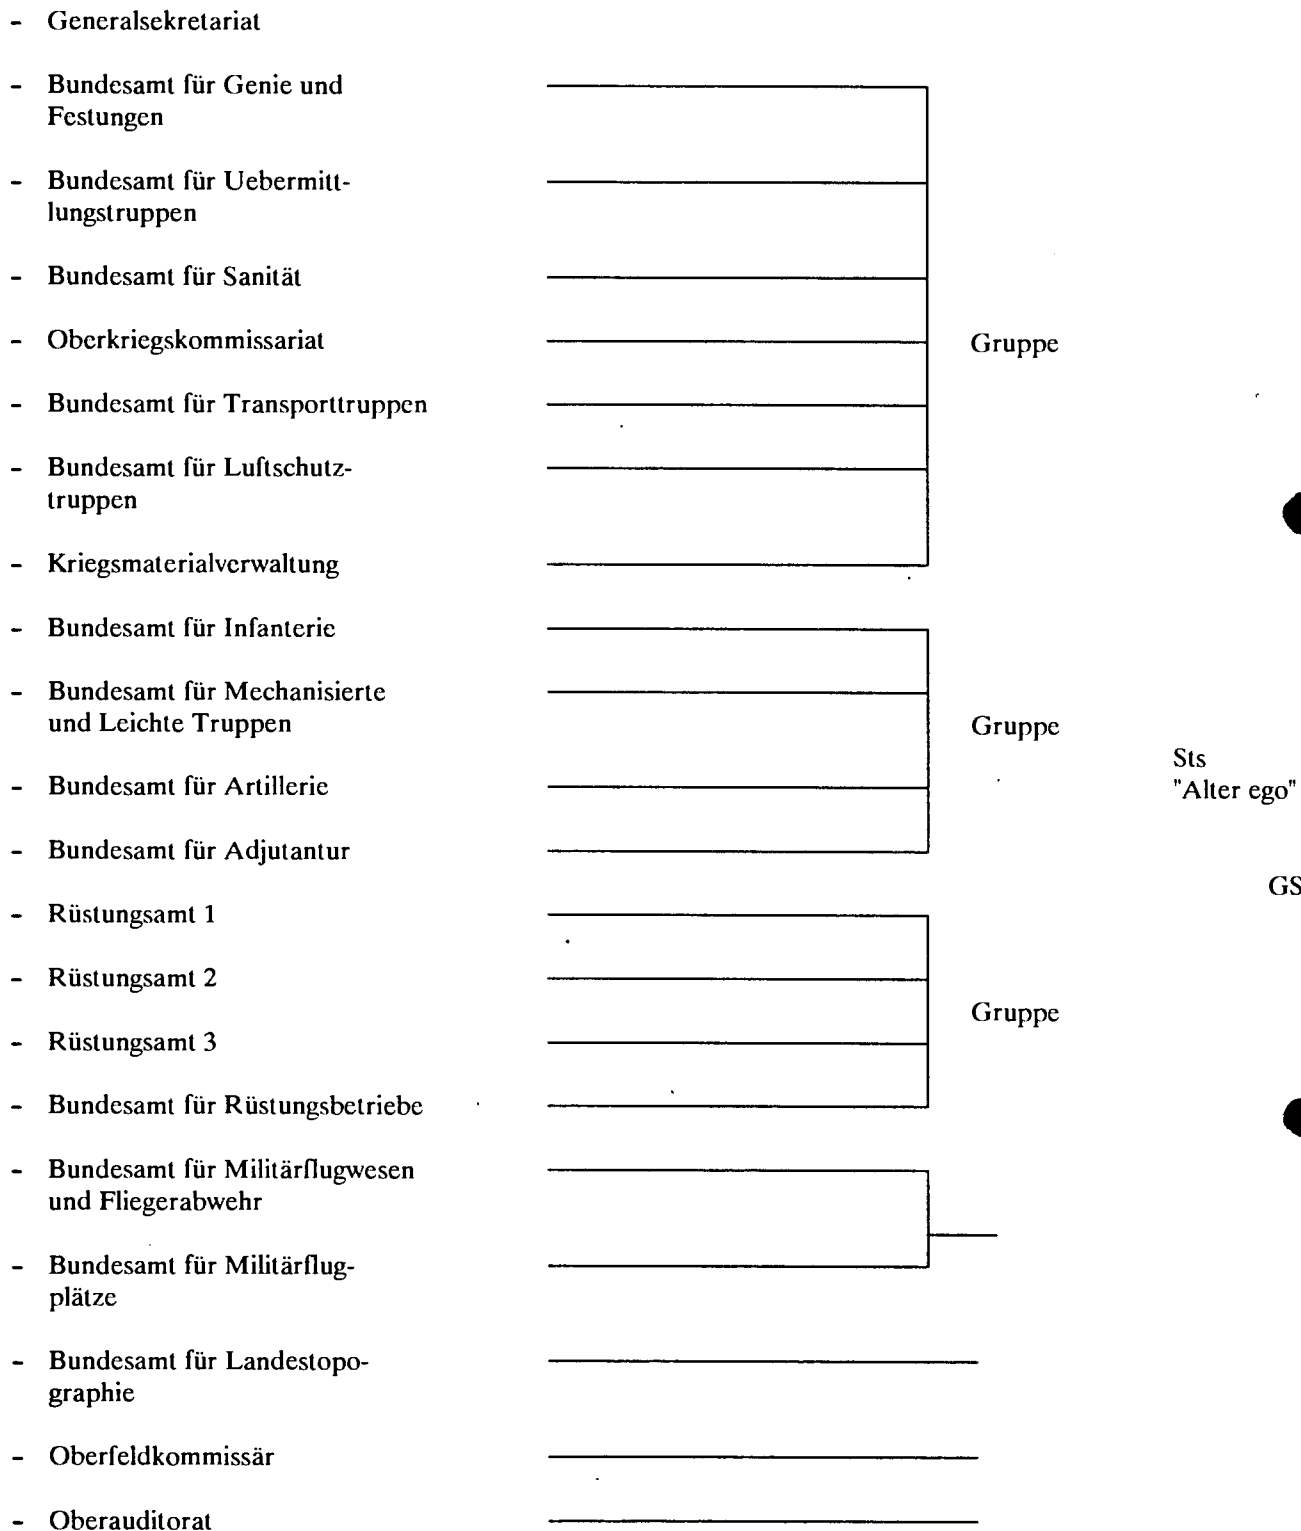 - Generalsekretariat
- Bundesamt für Genie und
Festungen
- Bundesamt für Uebermitt-
lungstruppen
- Bundesamt für Sanität
- Oberkriegskommissariat
Gruppe
- Bundesamt für Transporttruppen
- Bundesamt für Luftschutz-
truppen
- Kriegsmaterialverwaltung
- Bundesamt für Infanterie
- Bundesamt für Mechanisierte
und Leichte Truppen
Gruppe
Sts
"Alter ego"
- Bundesamt für Artillerie
- Bundesamt für Adjutantur
GS
- Rüstungsamt 1
- Rüstungsamt 2
Gruppe
- Rüstungsamt 3
- Bundesamt für Rüstungsbetriebe
- Bundesamt für Militärflugwesen
und Fliegerabwehr
- Bundesamt für Militärflug-
plätze
- Bundesamt für Landestopo-
graphie
- Oberfeldkommissär
- Oberauditorat